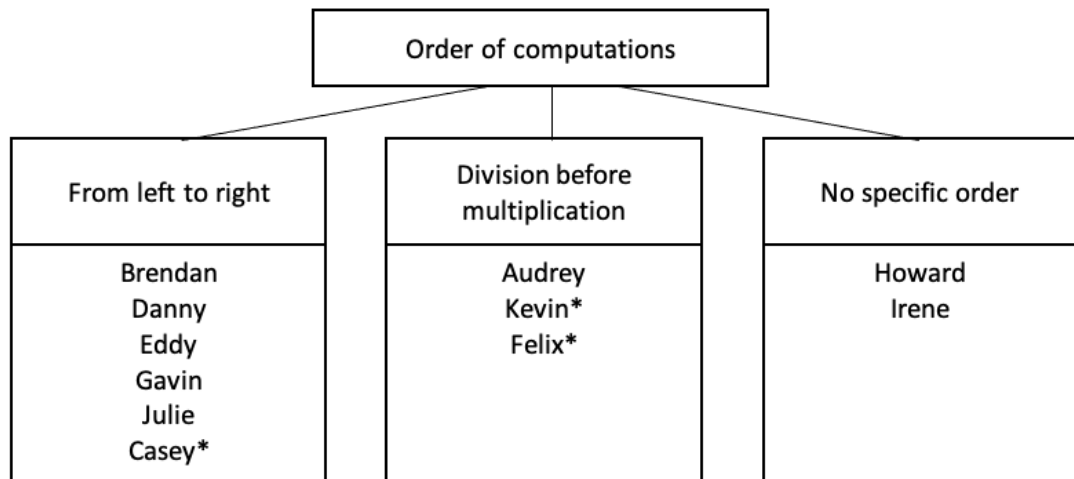 Order of computations
From left to right
Brendan
Danny
Eddy
Gavin
Julie
Casey*
Division before
multiplication
Audrey
Kevin*
Felix*
No specific order
Howard
Irene